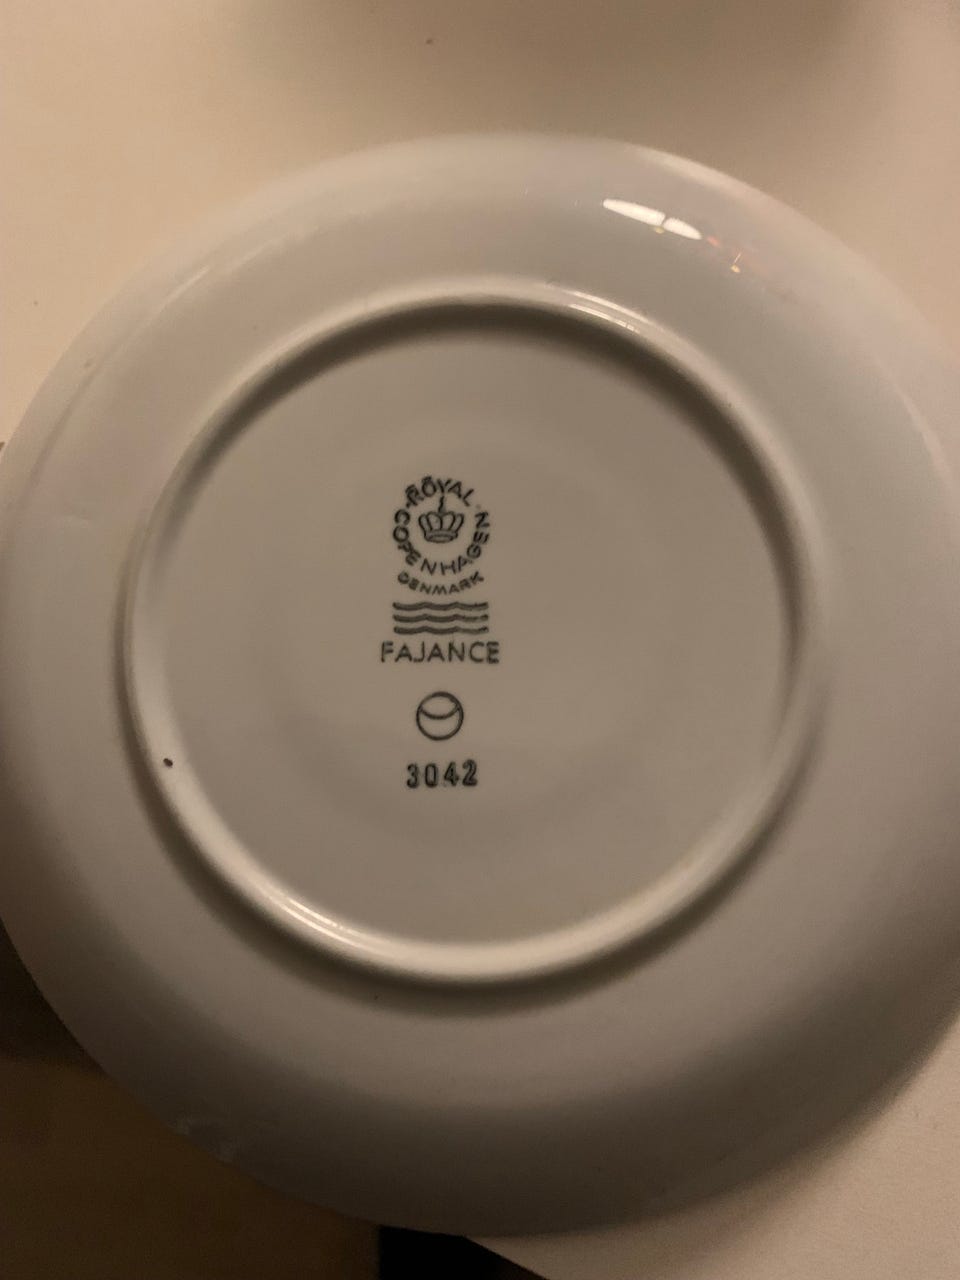 ROYAL
COPENHAGEN
DENMARK
FAJANCE
3042